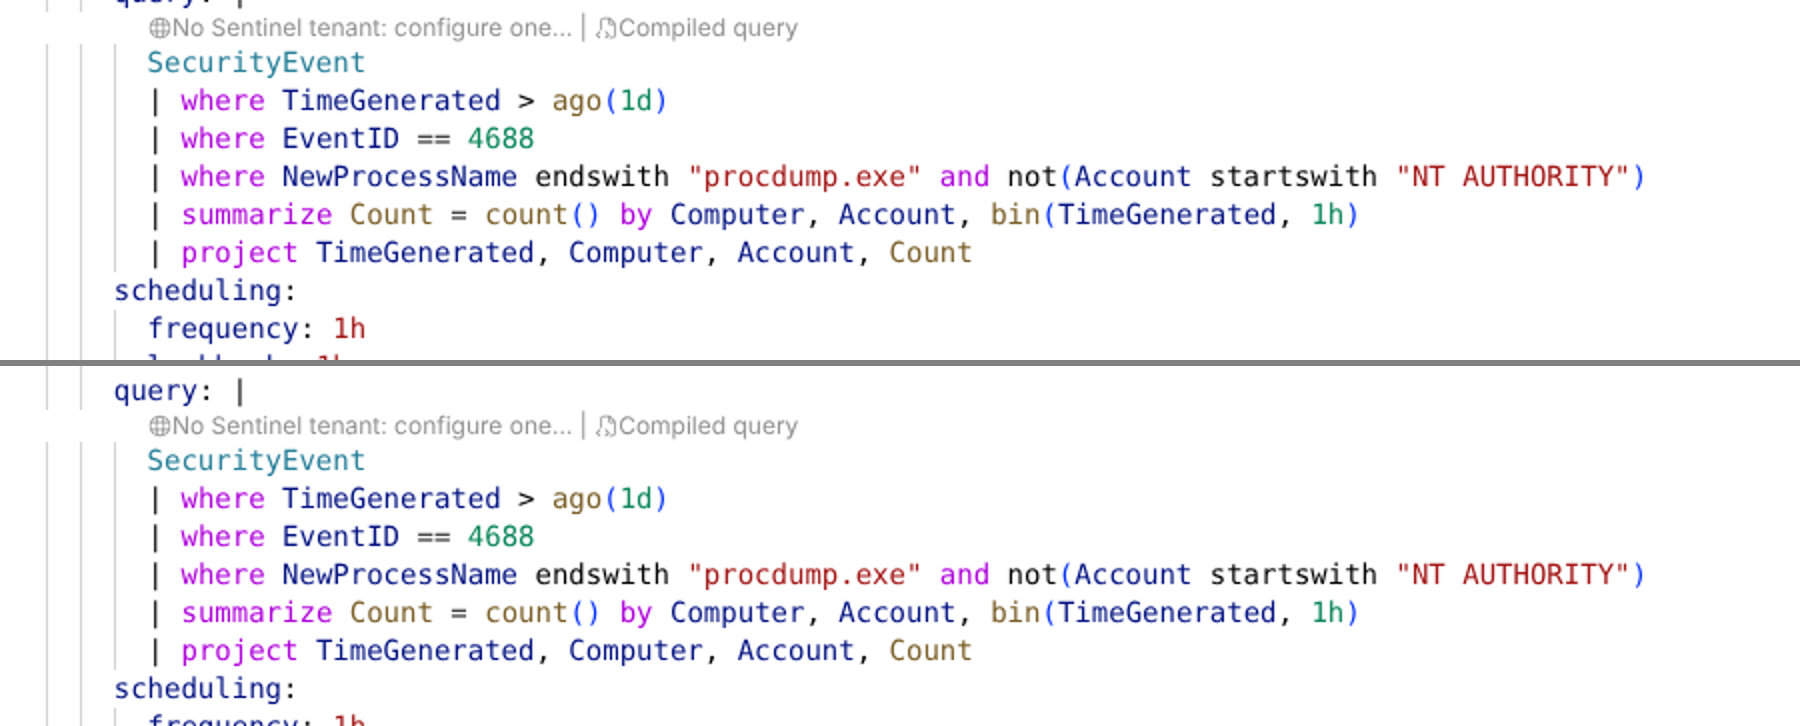 query: |
No Sentinel tenant: configure one... | Compiled query
SecurityEvent
| where TimeGenerated > ago(1d)
| where EventID == 4688
| where NewProcessName endswith "procdump.exe" and not(Account startswith "NT AUTHORITY")
| summarize Count = count() by Computer, Account, bin(TimeGenerated, 1h)
| project TimeGenerated, Computer, Account, Count
scheduling:
frequency: 1h
query: |
No Sentinel tenant: configure one... | Compiled query
SecurityEvent
| where TimeGenerated > ago(1d)
| where EventID == 4688
| where NewProcessName endswith "procdump.exe" and not(Account startswith "NT AUTHORITY")
| summarize Count = count() by Computer, Account, bin(TimeGenerated, 1h)
| project TimeGenerated, Computer, Account, Count
scheduling:
frequency: 1h